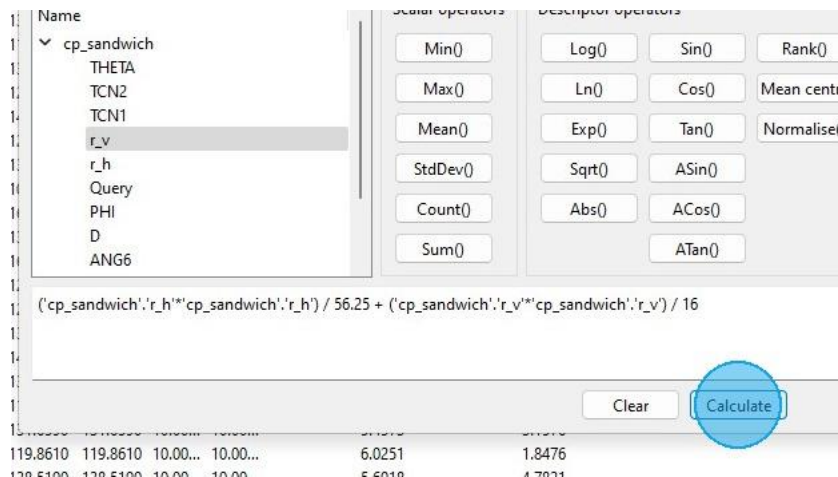 Name
Scalar operators
Descriptor operators
cp_sandwich
Min()
Log()
Sin()
Rank()
THETA
TCN2
Max()
Ln()
Cos()
Mean centr
TCN1
r_v
Mean()
Exp()
Tan()
Normalise(
r_h
StdDev()
Sqrt()
ASin()
Query
PHI
Count()
Abs()
ACos()
D
ANG6
Sum()
ATan()
('cp_sandwich'.'r_h'*'cp_sandwich'.'r_h') / 56.25 + ('cp_sandwich'.'r_v'*'cp_sandwich'.'r_v') / 16
Clear
Calculate
119.8610 119.8610 10.00... 10.00... 6.0251 1.8476